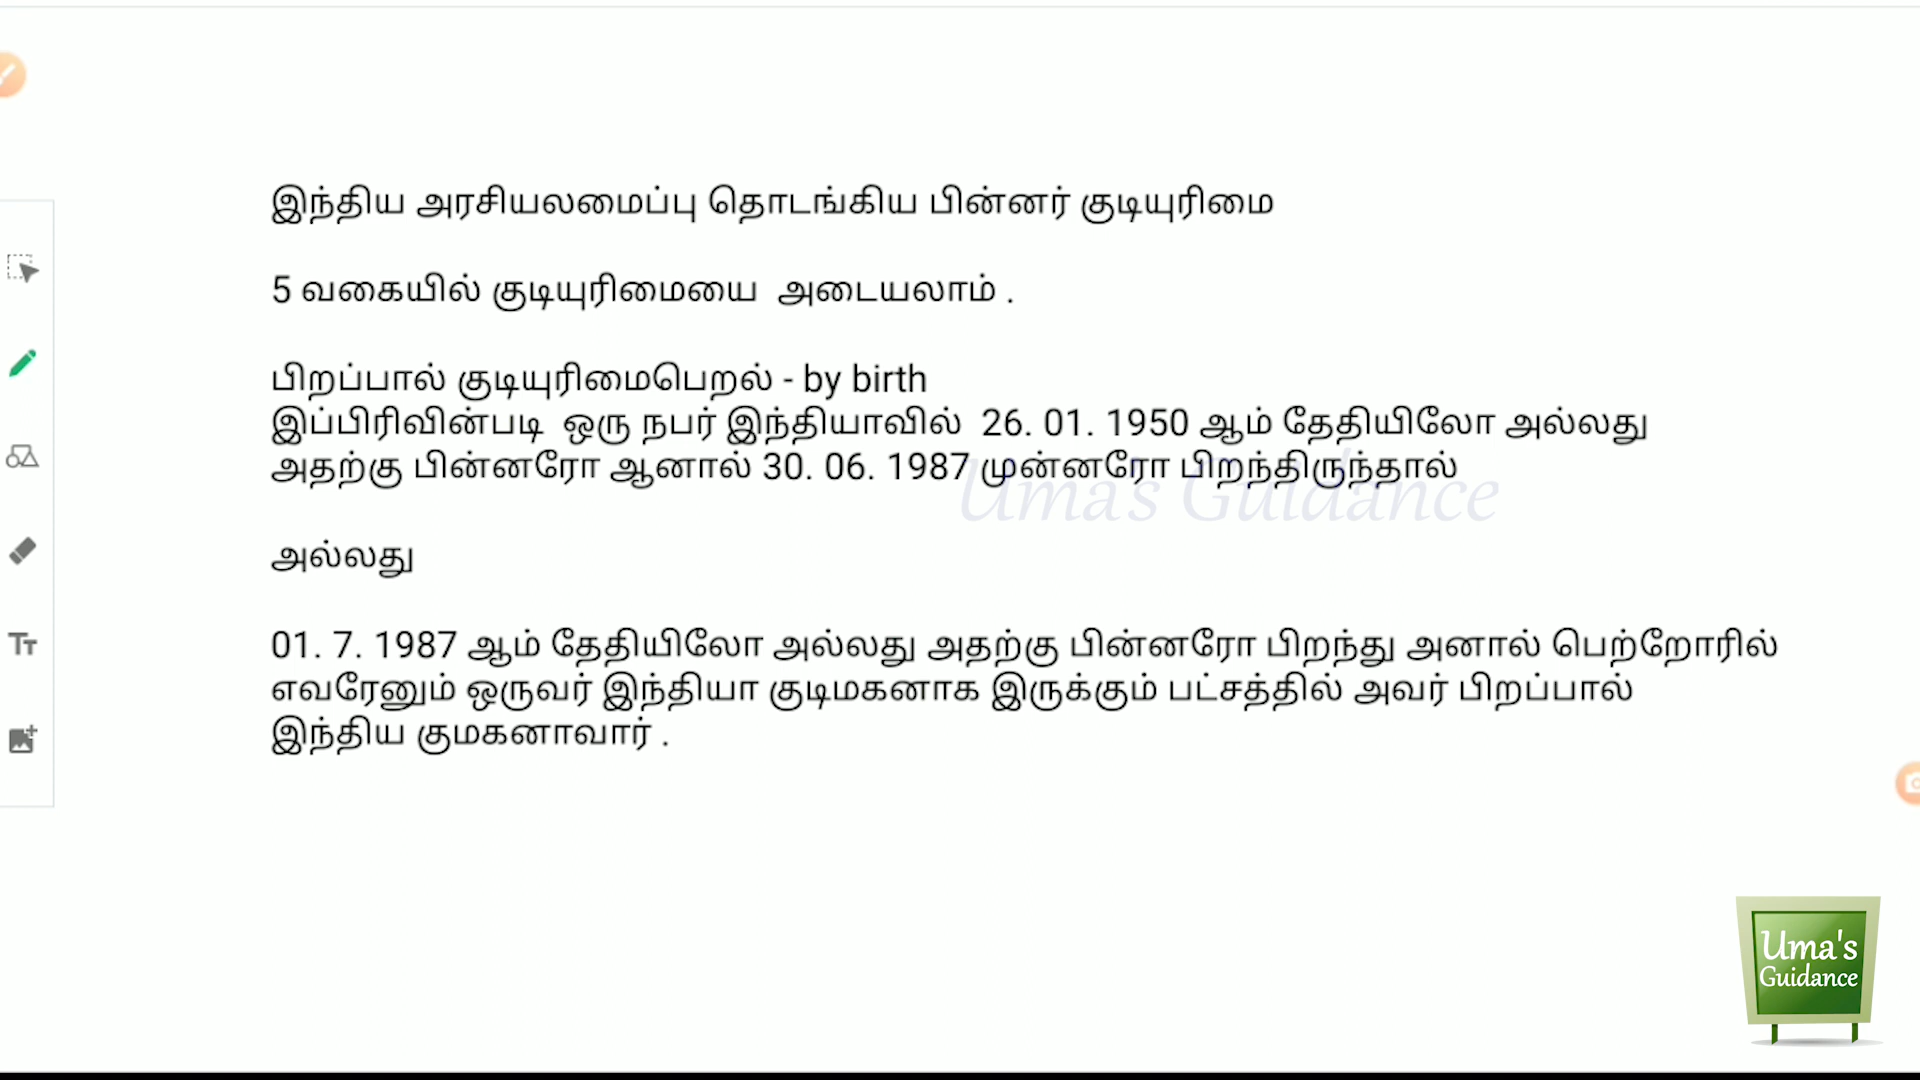 இந்திய அரசியலமைப்பு தொடங்கிய பின்னர் குடியுரிமை
5 வகையில் குடியுரிமையை அடையலாம் .
பிறப்பால் குடியுரிமைபெறல் - by birth
இப்பிரிவின்படி ஒரு நபர் இந்தியாவில் 26. 01. 1950 ஆம் தேதியிலோ அல்லது
அதற்கு பின்னரோ ஆனால் 30. 06. 1987 முன்னரோ பிறந்திருந்தால்
Uma's Guidance
அல்லது
01. 7. 1987 ஆம் தேதியிலோ அல்லது அதற்கு பின்னரோ பிறந்து அனால் பெற்றோரில்
எவரேனும் ஒருவர் இந்தியா குடிமகனாக இருக்கும் பட்சத்தில் அவர் பிறப்பால்
இந்திய குமகனாவார் .
Tт
Uma's
Guidance